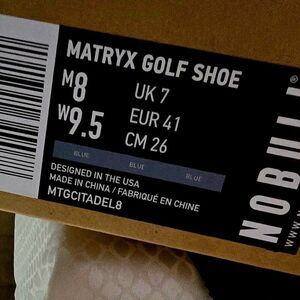 MATRYX GOLF SHOE
M8 UK 7
W9.5 EUR 41
CM 26
BLUE BLUE BLUE
DESIGNED IN THE USA
MADE IN CHINA / FABRIQUÉ EN CHINE
MTGCITADEL8
NOBULL